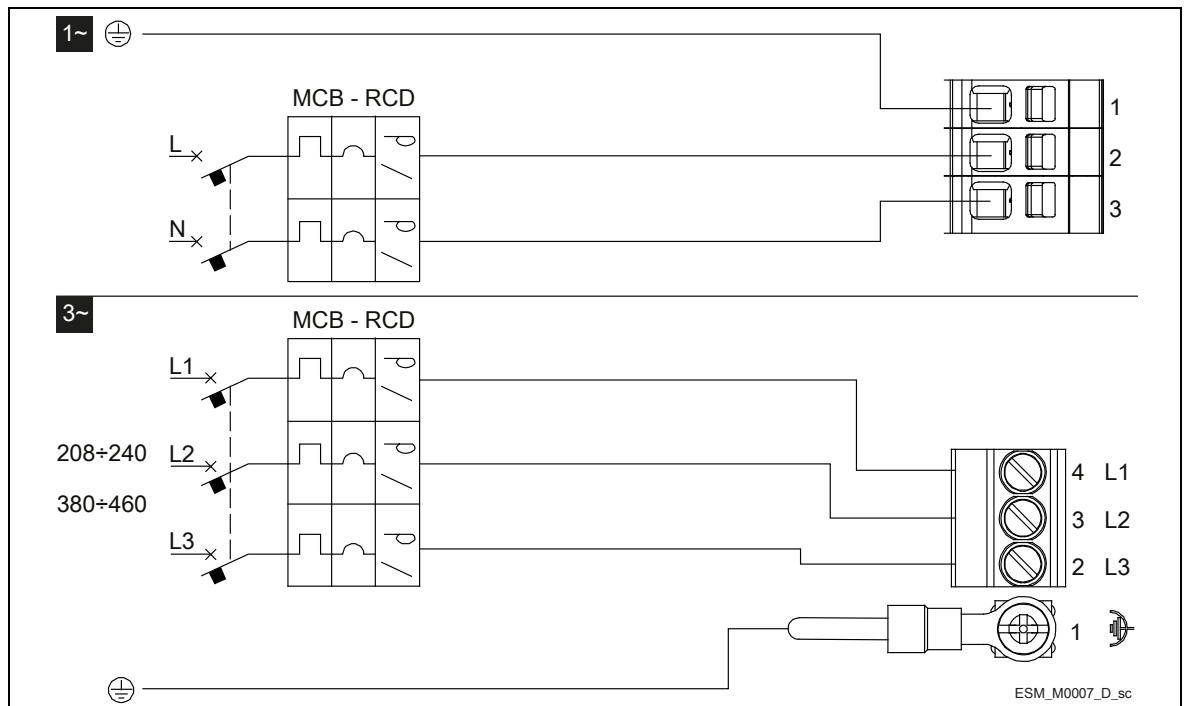 1~
MCB - RCD
L
N
1
2
3
3~
MCB - RCD
L1
208÷240 L2
380÷460
L3
4 L1
3 L2
2 L3
1
ESM_M0007_D_sc